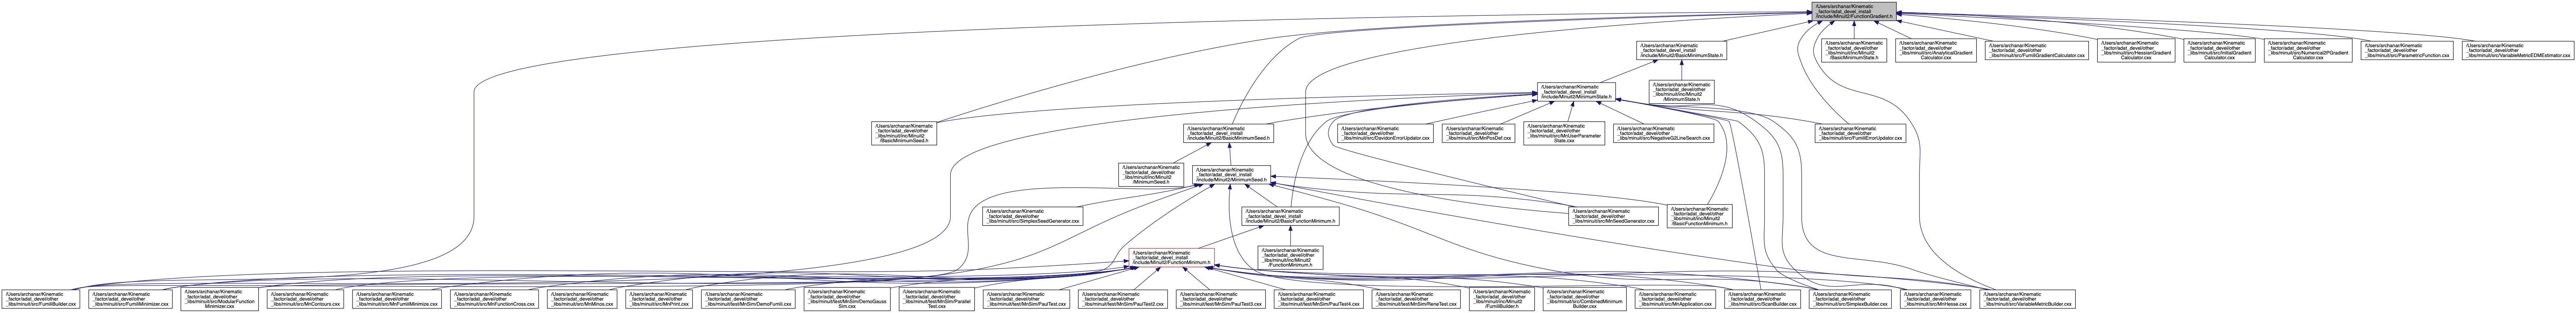 /Users/archanar/Kinematic
_factor/adat_devel_install
/include/Minuit2/FunctionGradient.h
/Users/archanar/Kinematic
_factor/adat_devel_install
/include/Minuit2/BasicMinimumState.h
/Users/archanar/Kinematic
_factor/adat_devel/other
_libs/minuit/inc/Minuit2
/BasicMinimumState.h
/Users/archanar/Kinematic
_factor/adat_devel/other
_libs/minuit/src/AnalyticalGradient
Calculator.cxx
/Users/archanar/Kinematic
_factor/adat_devel/other
_libs/minuit/src/FumiliGradientCalculator.cxx
/Users/archanar/Kinematic
_factor/adat_devel/other
_libs/minuit/src/HessianGradient
Calculator.cxx
/Users/archanar/Kinematic
_factor/adat_devel/other
_libs/minuit/src/InitialGradient
Calculator.cxx
/Users/archanar/Kinematic
_factor/adat_devel/other
_libs/minuit/src/Numerical2PGradient
Calculator.cxx
/Users/archanar/Kinematic
_factor/adat_devel/other
_libs/minuit/src/ParametricFunction.cxx
/Users/archanar/Kinematic
_factor/adat_devel/other
_libs/minuit/src/VariableMetricEDMEstimator.cxx
/Users/archanar/Kinematic
_factor/adat_devel_install
/include/Minuit2/MinimumState.h
/Users/archanar/Kinematic
_factor/adat_devel/other
_libs/minuit/inc/Minuit2
/MinimumState.h
/Users/archanar/Kinematic
_factor/adat_devel/other
_libs/minuit/inc/Minuit2
/BasicMinimumSeed.h
/Users/archanar/Kinematic
_factor/adat_devel_install
/include/Minuit2/BasicMinimumSeed.h
/Users/archanar/Kinematic
_factor/adat_devel/other
_libs/minuit/src/DavidonErrorUpdator.cxx
/Users/archanar/Kinematic
_factor/adat_devel/other
_libs/minuit/src/MnPosDef.cxx
/Users/archanar/Kinematic
_factor/adat_devel/other
_libs/minuit/src/MnUserParameter
State.cxx
/Users/archanar/Kinematic
_factor/adat_devel/other
_libs/minuit/src/NegativeG2LineSearch.cxx
/Users/archanar/Kinematic
_factor/adat_devel/other
_libs/minuit/src/FumiliErrorUpdator.cxx
/Users/archanar/Kinematic
_factor/adat_devel/other
_libs/minuit/inc/Minuit2
/MinimumSeed.h
/Users/archanar/Kinematic
_factor/adat_devel_install
/include/Minuit2/MinimumSeed.h
/Users/archanar/Kinematic
_factor/adat_devel/other
_libs/minuit/src/SimplexSeedGenerator.cxx
/Users/archanar/Kinematic
_factor/adat_devel_install
/include/Minuit2/BasicFunctionMinimum.h
/Users/archanar/Kinematic
_factor/adat_devel/other
_libs/minuit/src/MnSeedGenerator.cxx
/Users/archanar/Kinematic
_factor/adat_devel/other
_libs/minuit/inc/Minuit2
/BasicFunctionMinimum.h
/Users/archanar/Kinematic
_factor/adat_devel_install
/include/Minuit2/FunctionMinimum.h
/Users/archanar/Kinematic
_factor/adat_devel/other
_libs/minuit/inc/Minuit2
/FunctionMinimum.h
/Users/archanar/Kinematic
_factor/adat_devel/other
_libs/minuit/src/FumiliBuilder.cxx
/Users/archanar/Kinematic
_factor/adat_devel/other
_libs/minuit/src/FumiliMinimizer.cxx
/Users/archanar/Kinematic
_factor/adat_devel/other
_libs/minuit/src/ModularFunction
Minimizer.cxx
/Users/archanar/Kinematic
_factor/adat_devel/other
_libs/minuit/src/MnContours.cxx
/Users/archanar/Kinematic
_factor/adat_devel/other
_libs/minuit/src/MnFumiliMinimize.cxx
/Users/archanar/Kinematic
_factor/adat_devel/other
_libs/minuit/src/MnFunctionCross.cxx
/Users/archanar/Kinematic
_factor/adat_devel/other
_libs/minuit/src/MnMinos.cxx
/Users/archanar/Kinematic
_factor/adat_devel/other
_libs/minuit/src/MnPrint.cxx
/Users/archanar/Kinematic
_factor/adat_devel/other
_libs/minuit/test/MnSim/DemoFumili.cxx
/Users/archanar/Kinematic
_factor/adat_devel/other
_libs/minuit/test/MnSim/DemoGauss
Sim.cxx
/Users/archanar/Kinematic
_factor/adat_devel/other
_libs/minuit/test/MnSim/Parallel
Test.cxx
/Users/archanar/Kinematic
_factor/adat_devel/other
_libs/minuit/test/MnSim/PaulTest.cxx
/Users/archanar/Kinematic
_factor/adat_devel/other
_libs/minuit/test/MnSim/PaulTest2.cxx
/Users/archanar/Kinematic
_factor/adat_devel/other
_libs/minuit/test/MnSim/PaulTest3.cxx
/Users/archanar/Kinematic
_factor/adat_devel/other
_libs/minuit/test/MnSim/PaulTest4.cxx
/Users/archanar/Kinematic
_factor/adat_devel/other
_libs/minuit/test/MnSim/ReneTest.cxx
/Users/archanar/Kinematic
_factor/adat_devel/other
_libs/minuit/inc/Minuit2
/FumiliBuilder.h
/Users/archanar/Kinematic
_factor/adat_devel/other
_libs/minuit/src/CombinedMinimum
Builder.cxx
/Users/archanar/Kinematic
_factor/adat_devel/other
_libs/minuit/src/MnApplication.cxx
/Users/archanar/Kinematic
_factor/adat_devel/other
_libs/minuit/src/ScanBuilder.cxx
/Users/archanar/Kinematic
_factor/adat_devel/other
_libs/minuit/src/SimplexBuilder.cxx
/Users/archanar/Kinematic
_factor/adat_devel/other
_libs/minuit/src/MnHesse.cxx
/Users/archanar/Kinematic
_factor/adat_devel/other
_libs/minuit/src/VariableMetricBuilder.cxx